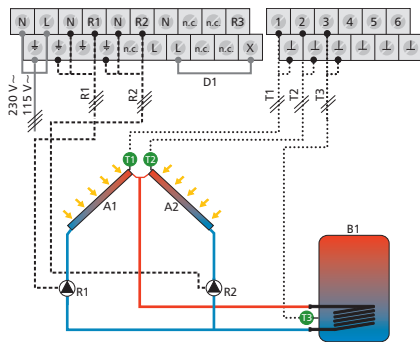 N L N R1 N R2 N n.c. n.c. R3 1 2 3 4 5 6
n.c. L L n.c. n.c. X
D1
230 V~
115 V~
R1
R2
T1
T2
T3
T1 T2
A1 A2
B1
R1 R2
T3